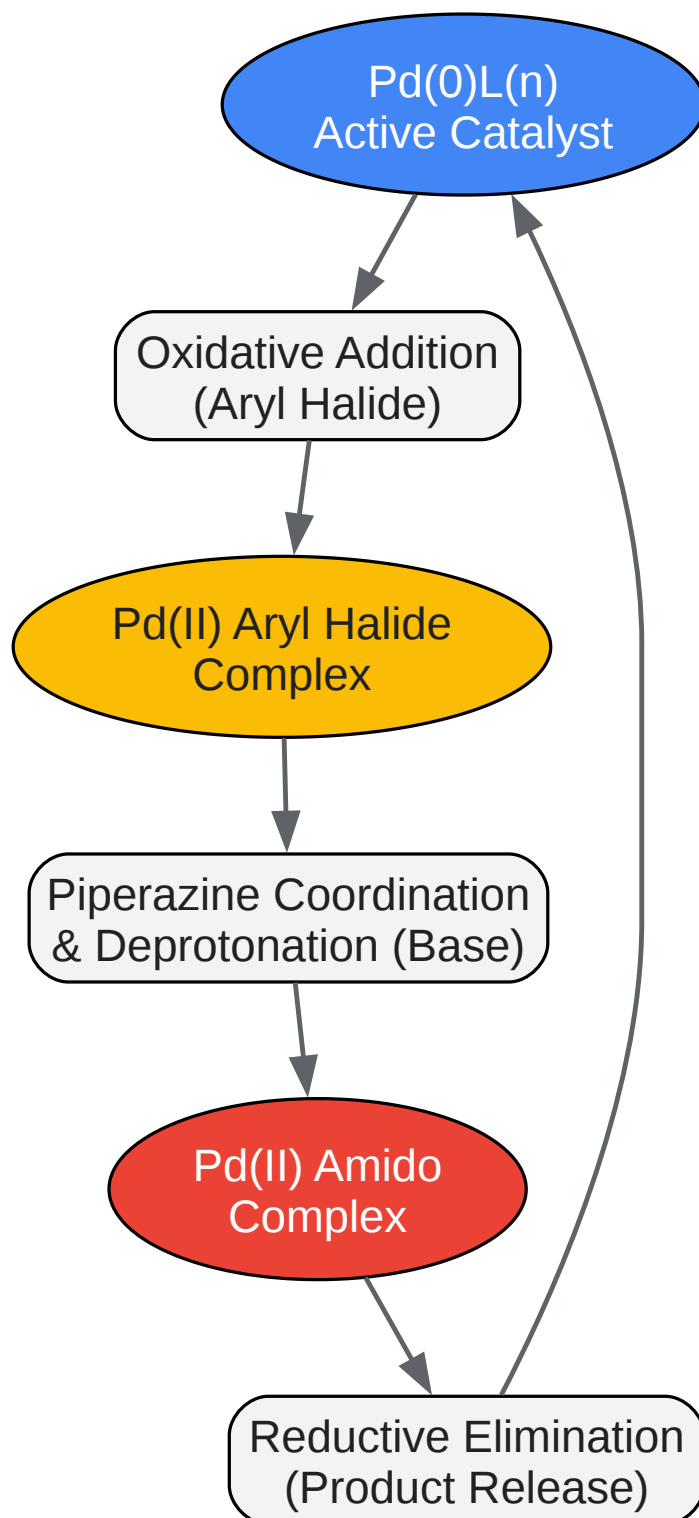 Pd(0)L(n)
Active Catalyst
Oxidative Addition
(Aryl Halide)
Pd(II) Aryl Halide
Complex
Piperazine Coordination
& Deprotonation (Base)
Pd(II) Amido
Complex
Reductive Elimination
(Product Release)